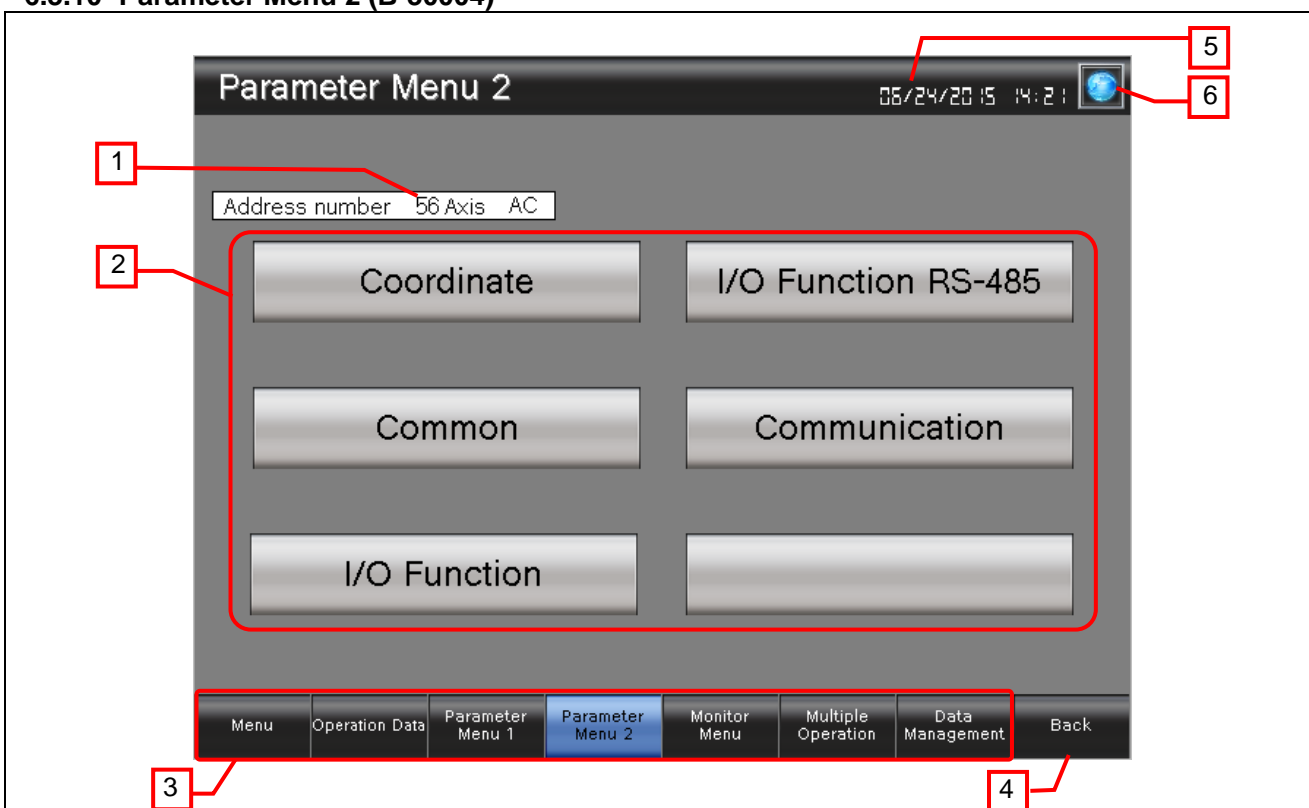 5
Parameter Menu 2
06/24/2015 14:21
6
1
Address number 56 Axis AC
2
Coordinate
I/O Function RS-485
Common
Communication
I/O Function
Menu
Operation Data
Parameter
Menu 1
Parameter
Menu 2
Monitor
Menu
Multiple
Operation
Data
Management
Back
3
4